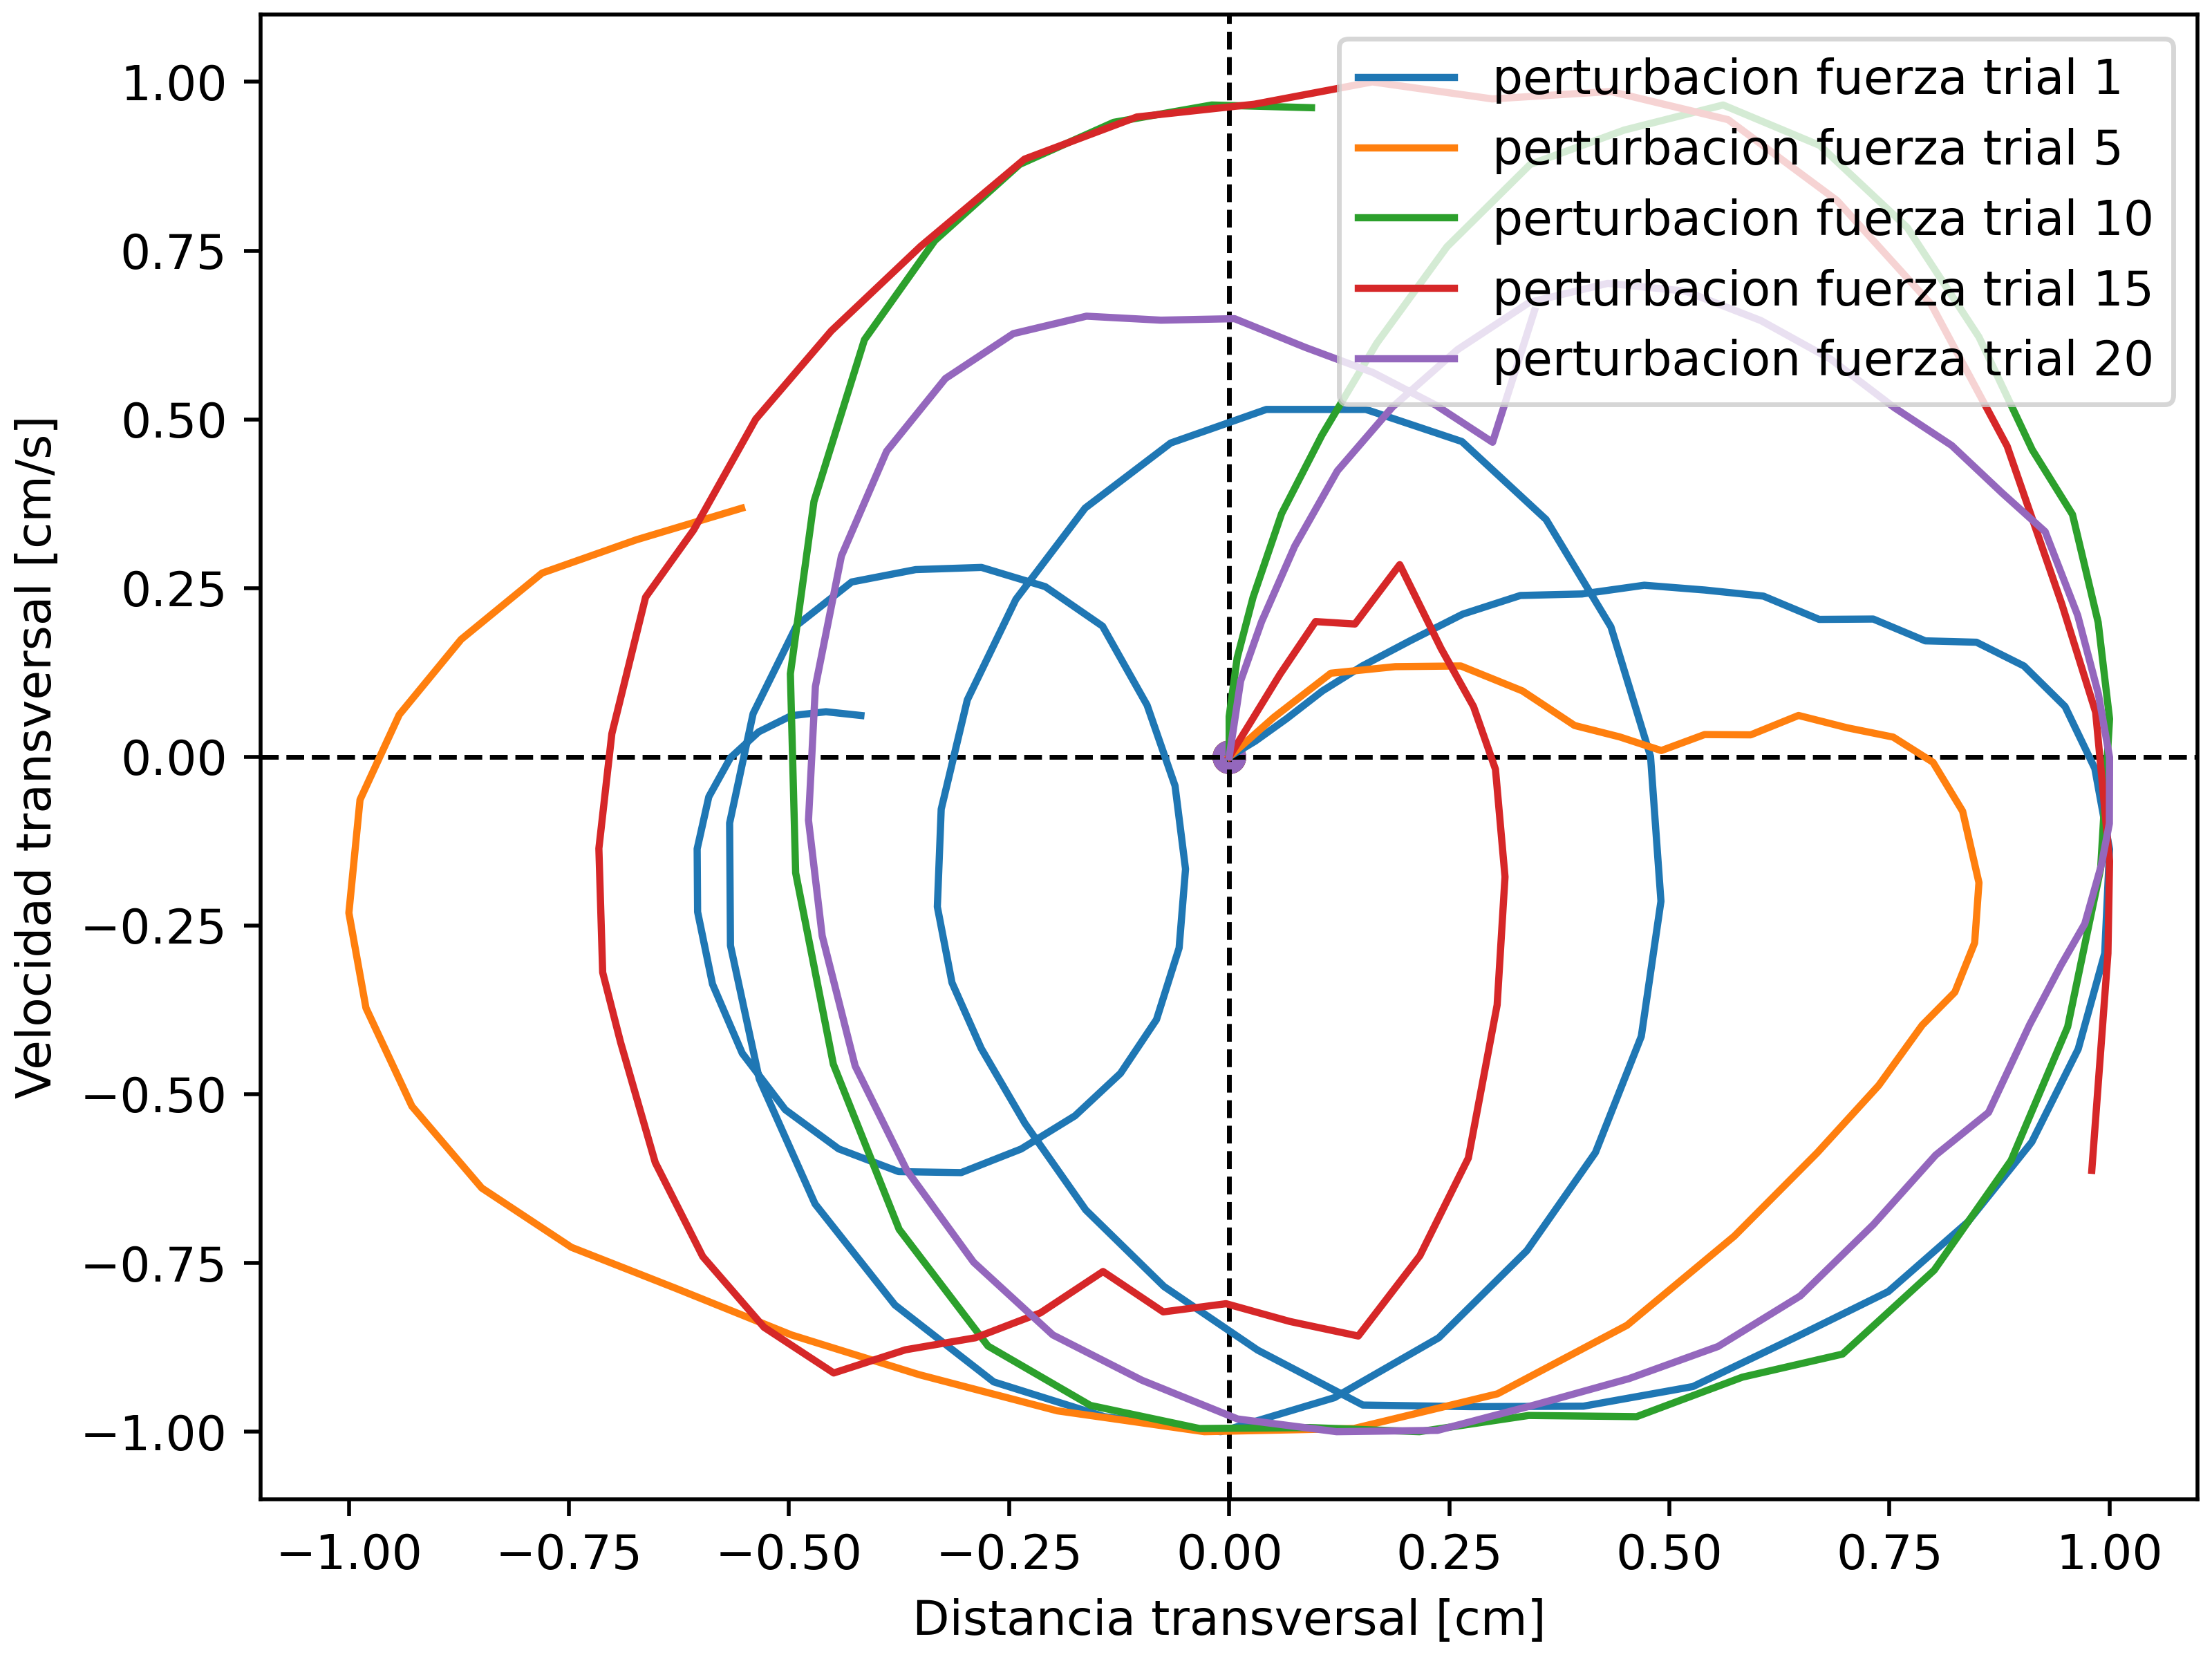 perturbacion fuerza trial 1
perturbacion fuerza trial 5
perturbacion fuerza trial 10
perturbacion fuerza trial 15
perturbacion fuerza trial 20
Velocidad transversal [cm/s]
1.00
0.75
0.50
0.25
0.00
−0.25
−0.50
−0.75
−1.00
−1.00 −0.75 −0.50 −0.25 0.00 0.25 0.50 0.75 1.00
Distancia transversal [cm]